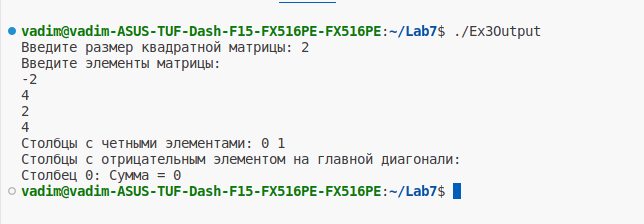 vadim@vadim-ASUS-TUF-Dash-F15-FX516PE-FX516PE:~/Lab7$ ./Ex3Output
Введите размер квадратной матрицы: 2
Введите элементы матрицы:
-2
4
2
4
Столбцы с четными элементами: 0 1
Столбцы с отрицательным элементом на главной диагонали:
Столбец 0: Сумма = 0
vadim@vadim-ASUS-TUF-Dash-F15-FX516PE-FX516PE:~/Lab7$